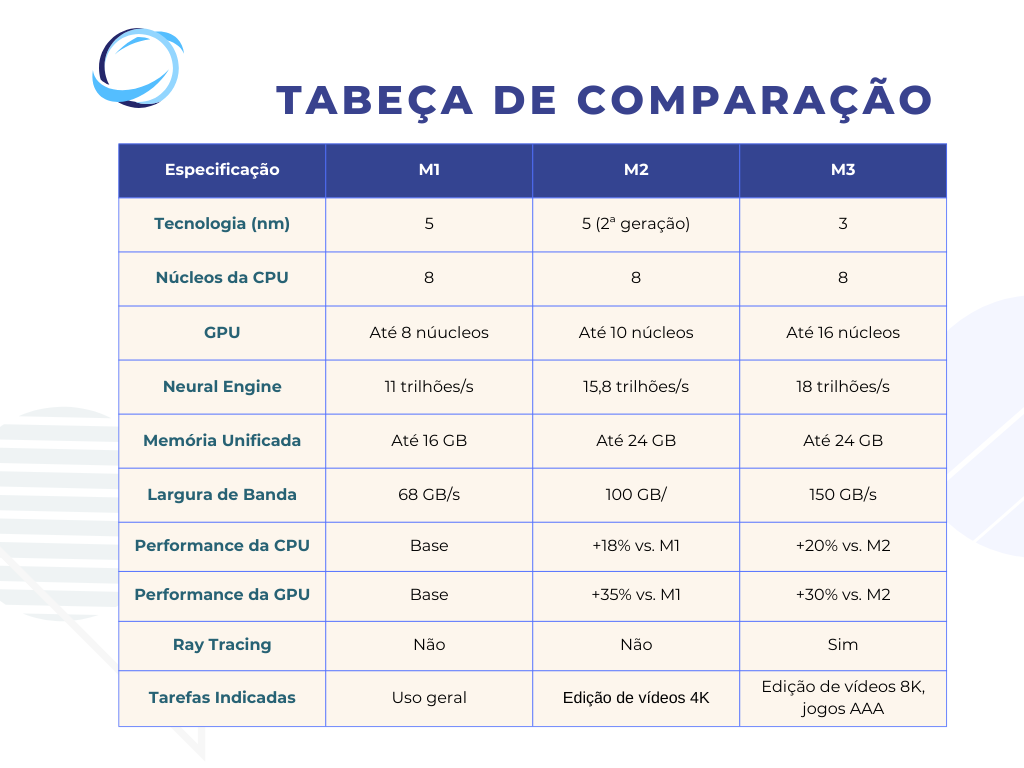 TABEÇA DE COMPARAÇÃO
Especificação M1 M2 M3
Tecnologia (nm) 5 5 (2ª geração) 3
Núcleos da CPU 8 8 8
GPU Até 8 núucleos Até 10 núcleos Até 16 núcleos
Neural Engine 11 trilhões/s 15,8 trilhões/s 18 trilhões/s
Memória Unificada Até 16 GB Até 24 GB Até 24 GB
Largura de Banda 68 GB/s 100 GB/ 150 GB/s
Performance da CPU Base +18% vs. M1 +20% vs. M2
Performance da GPU Base +35% vs. M1 +30% vs. M2
Ray Tracing Não Não Sim
Tarefas Indicadas Uso geral Edição de vídeos 4K Edição de vídeos 8K,
jogos AAA